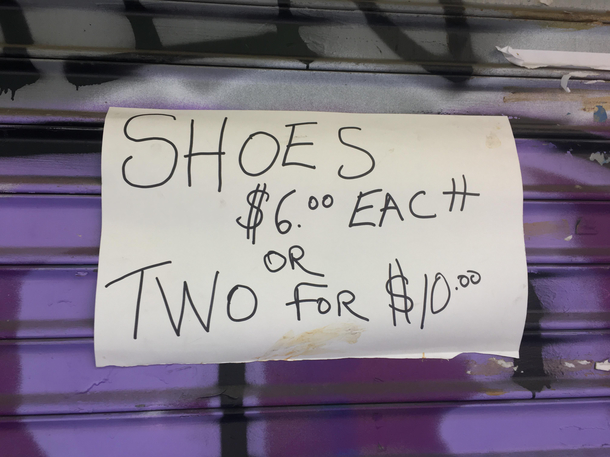 SHOES
$6.00 EACH
OR
TWO FOR $10.00